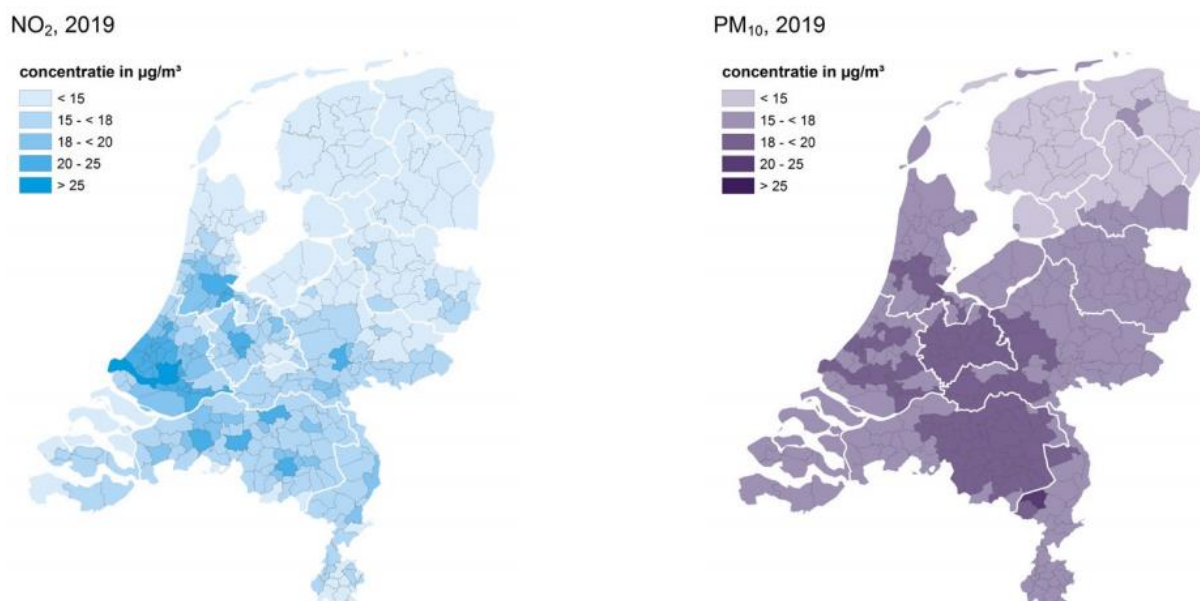 NO₂, 2019
concentratie in µg/m³
< 15
15 - < 18
18 - < 20
20 - 25
> 25
PM₁₀, 2019
concentratie in µg/m³
< 15
15 - < 18
18 - < 20
20 - 25
> 25